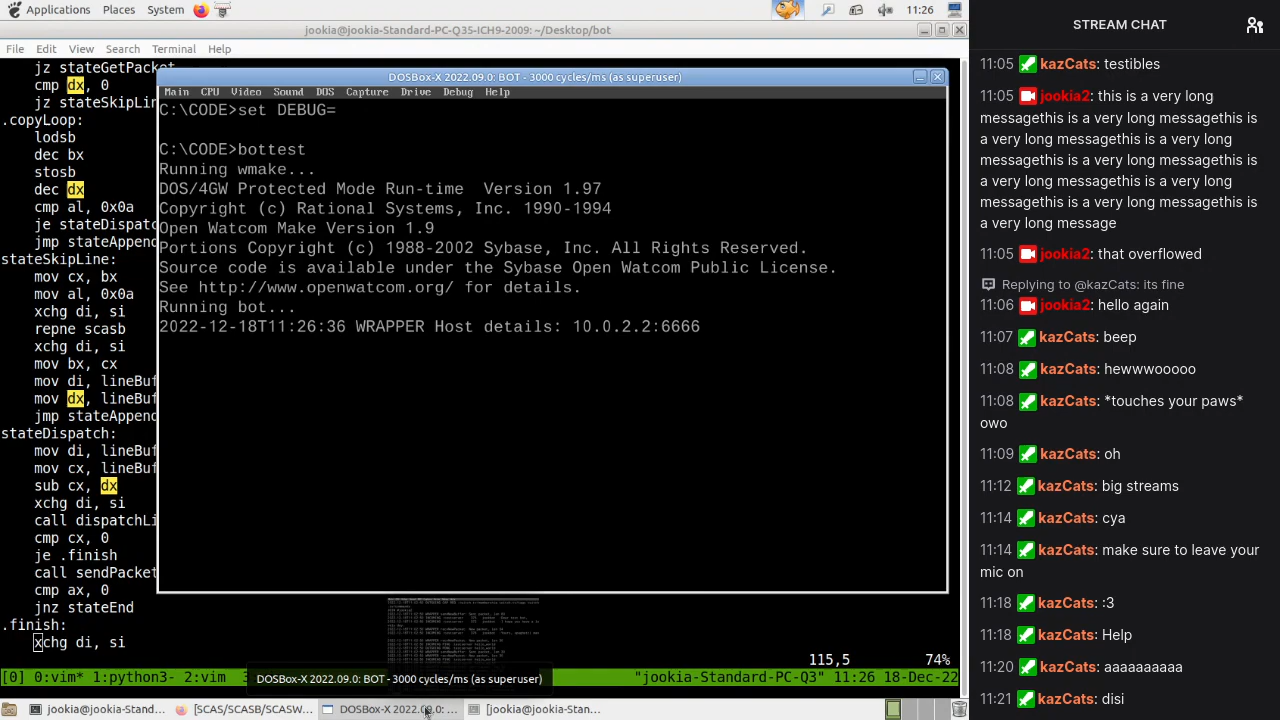 Applications Places System
11:26
jookia@jookia-Standard-PC-Q35-ICH9-2009: ~/Desktop/bot
File Edit View Search Terminal Help
jz stateGetPacket
cmp dx, 0
jz stateSkipLin
.copyLoop:
lodsb
dec bx
stosb
dec dx
cmp al, 0x0a
je stateDispatc
jmp stateAppend
stateSkipLine:
mov cx, bx
mov al, 0x0a
xchg di, si
repne scasb
xchg di, si
mov bx, cx
mov di, lineBuf
mov dx, lineBuf
jmp stateAppend
stateDispatch:
mov di, lineBuf
mov cx, lineBuf
sub cx, dx
xchg di, si
call dispatchLi
cmp cx, 0
je .finish
call sendPacket
cmp ax, 0
jnz stateEnd
.finish:
xchg di, si
115,5 74%
DOSBox-X 2022.09.0: BOT - 3000 cycles/ms (as superuser)
Main CPU Video Sound DOS Capture Drive Debug Help
C:\CODE>set DEBUG=
C:\CODE>bottest
Running wmake...
DOS/4GW Protected Mode Run-time Version 1.97
Copyright (c) Rational Systems, Inc. 1990-1994
Open Watcom Make Version 1.9
Portions Copyright (c) 1988-2002 Sybase, Inc. All Rights Reserved.
Source code is available under the Sybase Open Watcom Public License.
See http://www.openwatcom.org/ for details.
Running bot...
2022-12-18T11:26:36 WRAPPER Host details: 10.0.2.2:6666
[0] 0:vim* 1:python3- 2:vim 3
DOSBox-X 2022.09.0: BOT - 3000 cycles/ms (as superuser)
"jookia-Standard-PC-Q3" 11:26 18-Dec-22
jookia@jookia-Stand...
[SCAS/SCASB/SCASW...
DOSBox-X 2022.09.0: ...
[jookia@jookia-Stan...
STREAM CHAT
11:05 kazCats: testibles
11:05 jookia2: this is a very long
messagethis is a very long messagethis is
a very long messagethis is a very long
messagethis is a very long messagethis is
a very long messagethis is a very long
messagethis is a very long messagethis is
a very long message
11:05 jookia2: that overflowed
Replying to @kazCats: its fine
11:06 jookia2: hello again
11:07 kazCats: beep
11:08 kazCats: hewwwooooo
11:08 kazCats: *touches your paws*
owo
11:09 kazCats: oh
11:12 kazCats: big streams
11:14 kazCats: cya
11:14 kazCats: make sure to leave your
mic on
11:18 kazCats: :3
11:18 kazCats: help
11:20 kazCats: aaaaaaaaaa
11:21 kazCats: disi